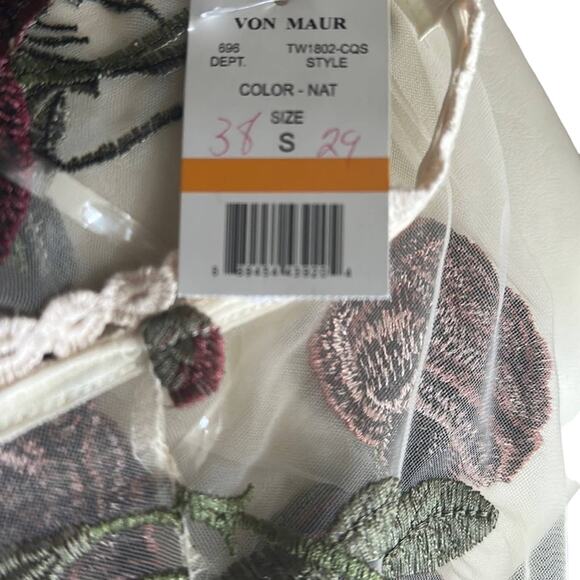 VON MAUR
696 TW1802-CQS
DEPT. STYLE
COLOR - NAT
SIZE
38 S 29